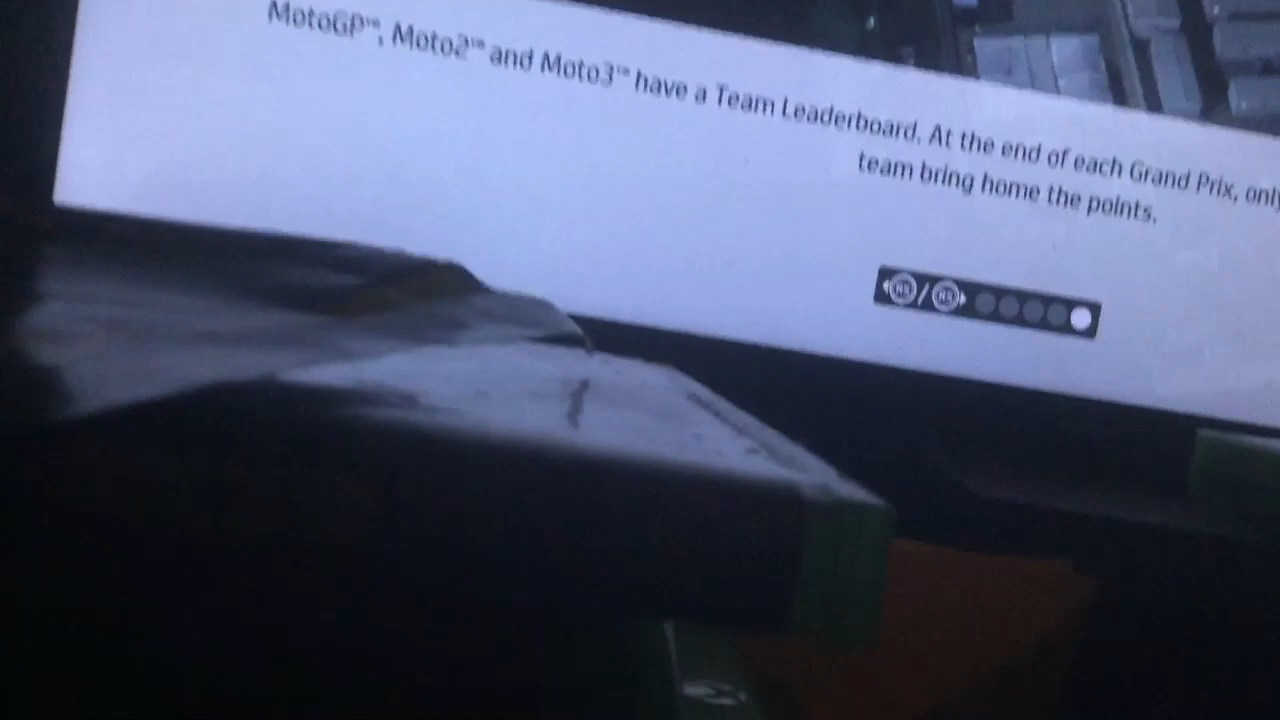 MotoGP™, Moto2™ and Moto3™ have a Team Leaderboard. At the end of each Grand Prix, only
team bring home the points.